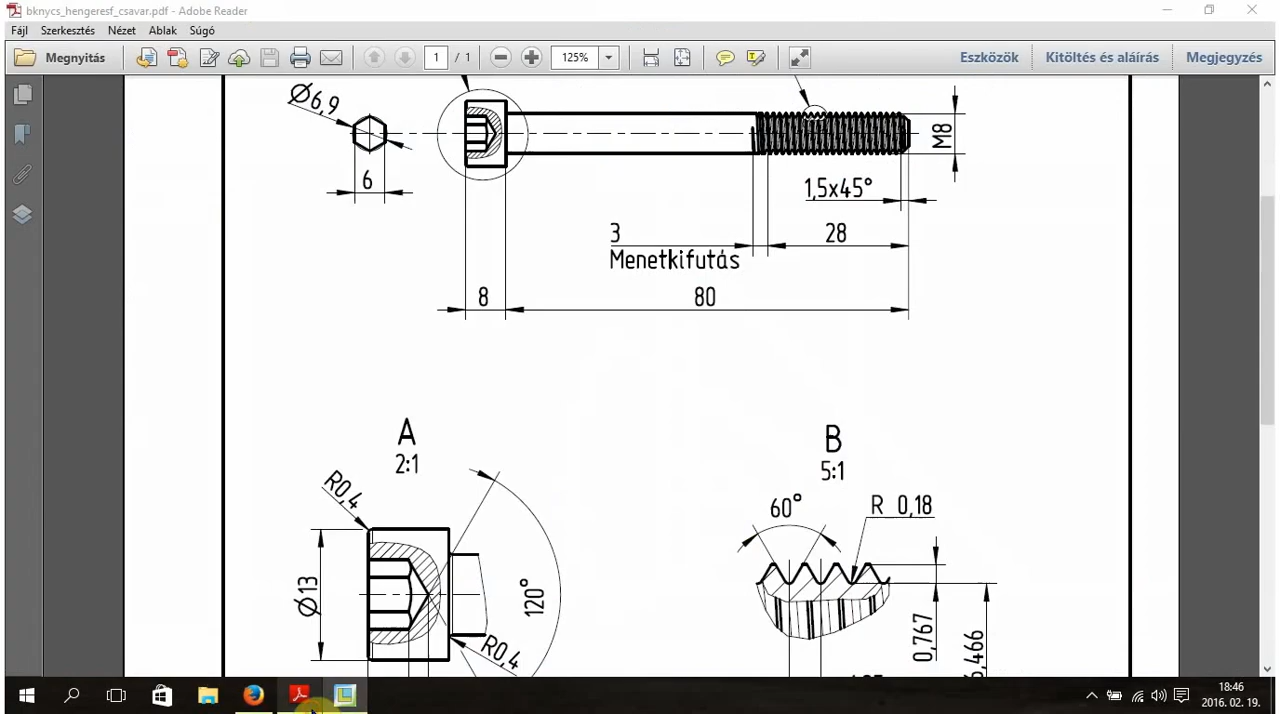 bknycs_hengeresf_csavar.pdf - Adobe Reader
Fájl Szerkesztés Nézet Ablak Súgó
Megnyitás 1 / 1 125% Eszközök Kitöltés és aláírás Megjegyzés
Ø6,9
M8
6
1,5x45°
3
28
Menetkifutás
8
80
A
2:1
B
5:1
R0,4
60°
R 0,18
Ø13
120°
R0,4
0,767
6,466
18:46
2016. 02. 19.